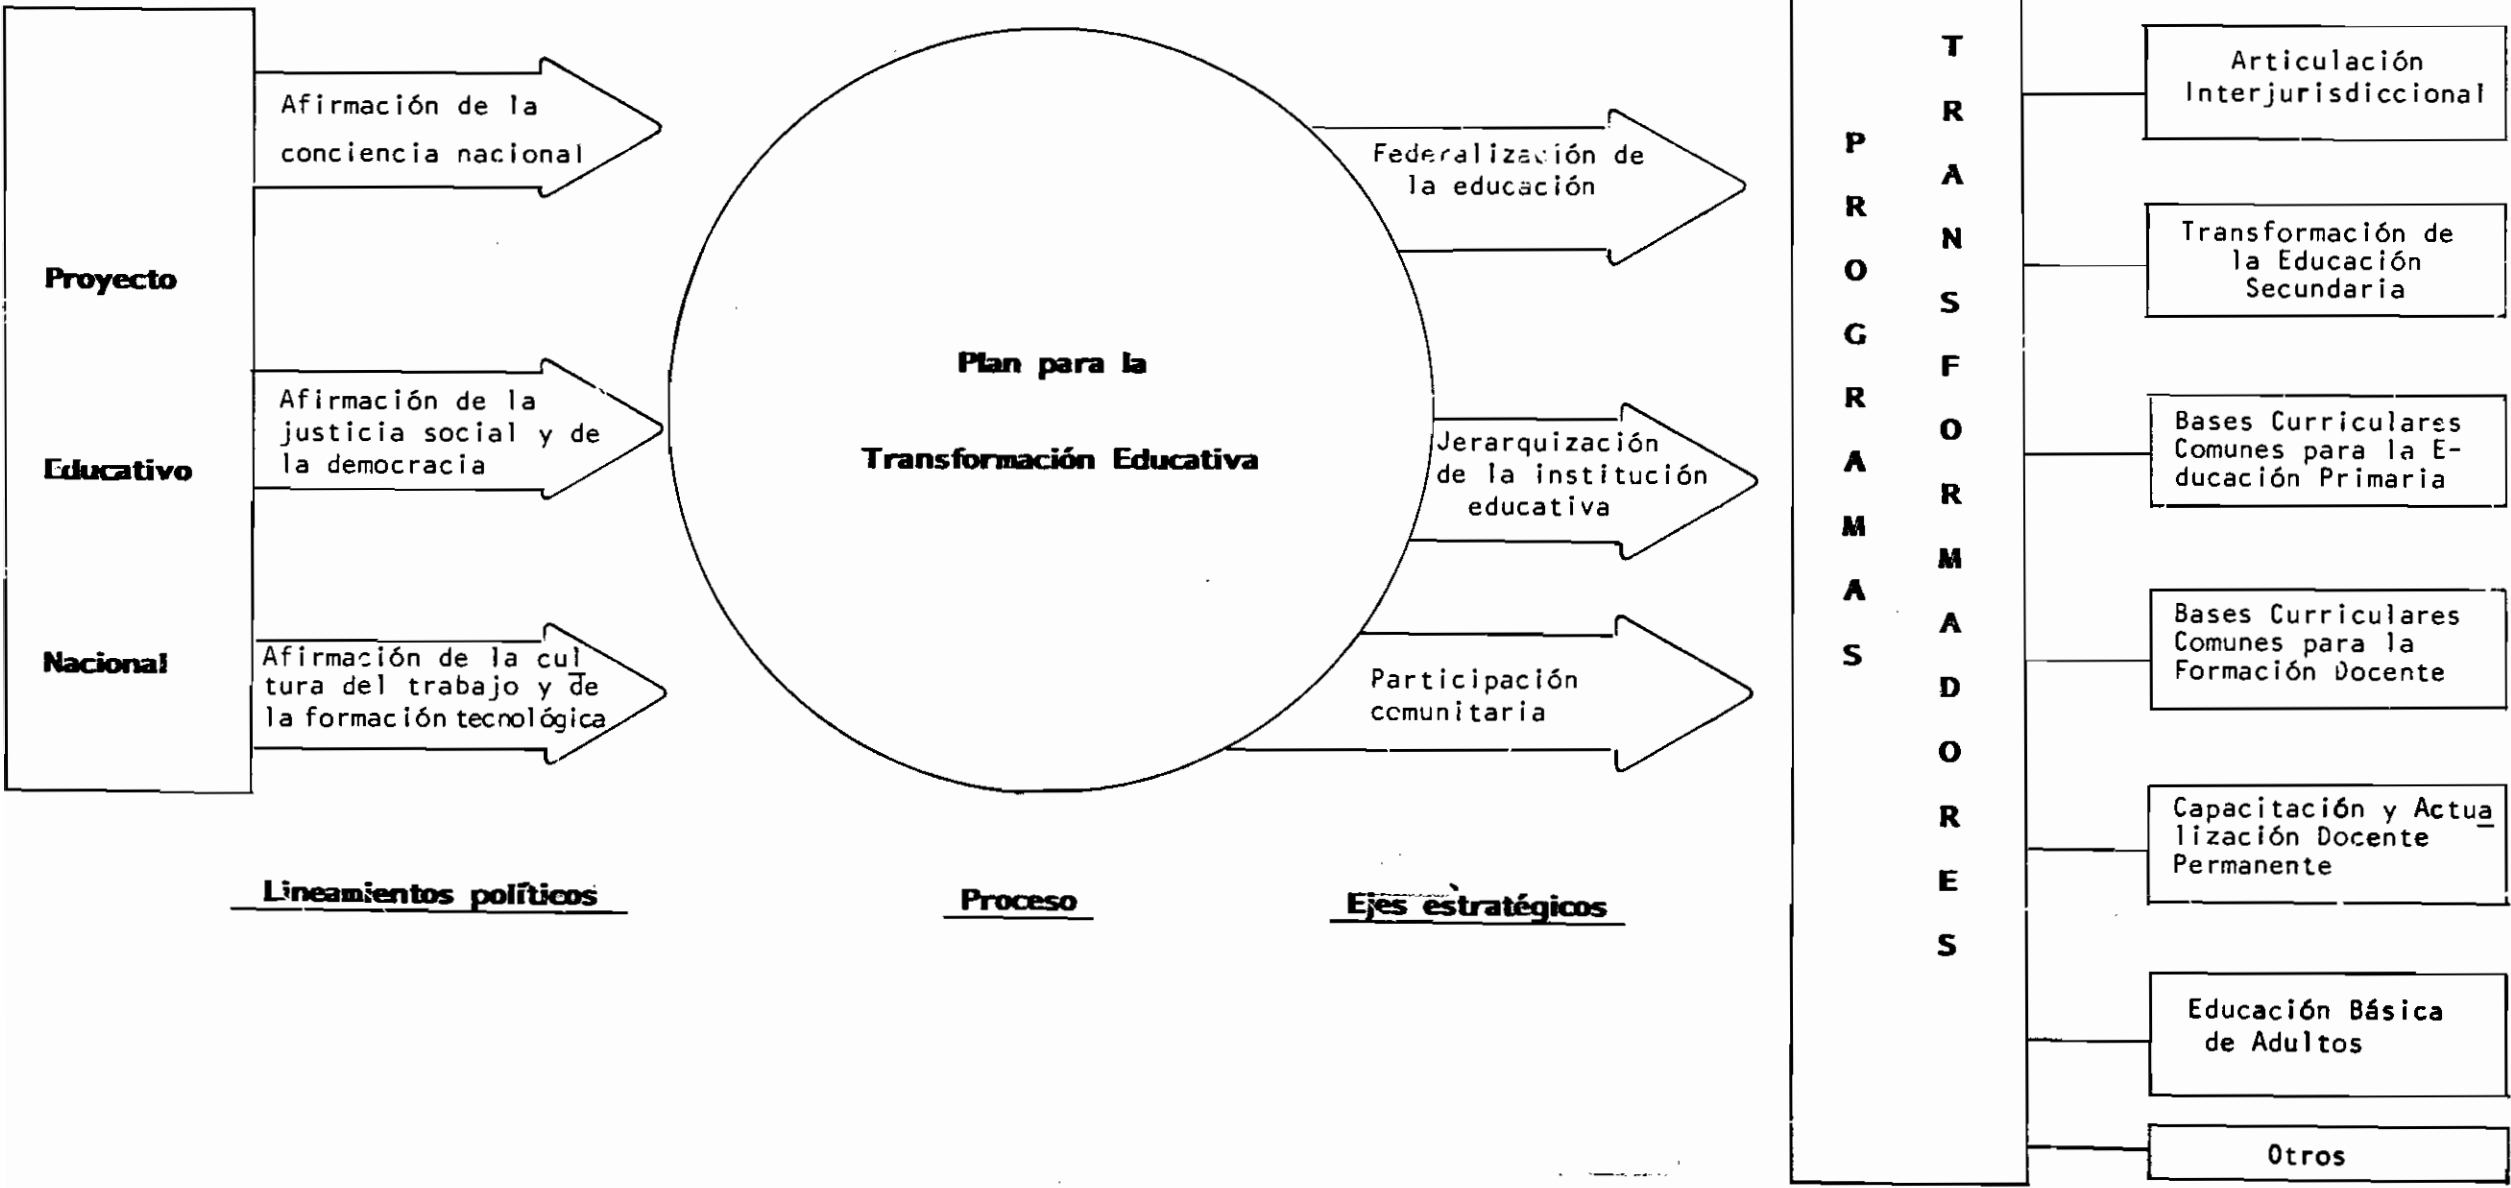 Proyecto
Educativo
Nacional
Afirmación de la
conciencia nacional
Afirmación de la
justicia social y de
la democracia
Afirmación de la cul
tura del trabajo y de
la formación tecnológica
Lineamientos políticos
Plan para la
Transformación Educativa
Proceso
Federalización de
la educación
Jerarquización
de la institución
educativa
Participación
comunitaria
Ejes estratégicos
PROGRAMAS
TRANSFORMADORES
Articulación
Interjurisdiccional
Transformación de
la Educación
Secundaria
Bases Curriculares
Comunes para la E-
ducación Primaria
Bases Curriculares
Comunes para la
Formación Docente
Capacitación y Actua
lización Docente
Permanente
Educación Básica
de Adultos
Otros